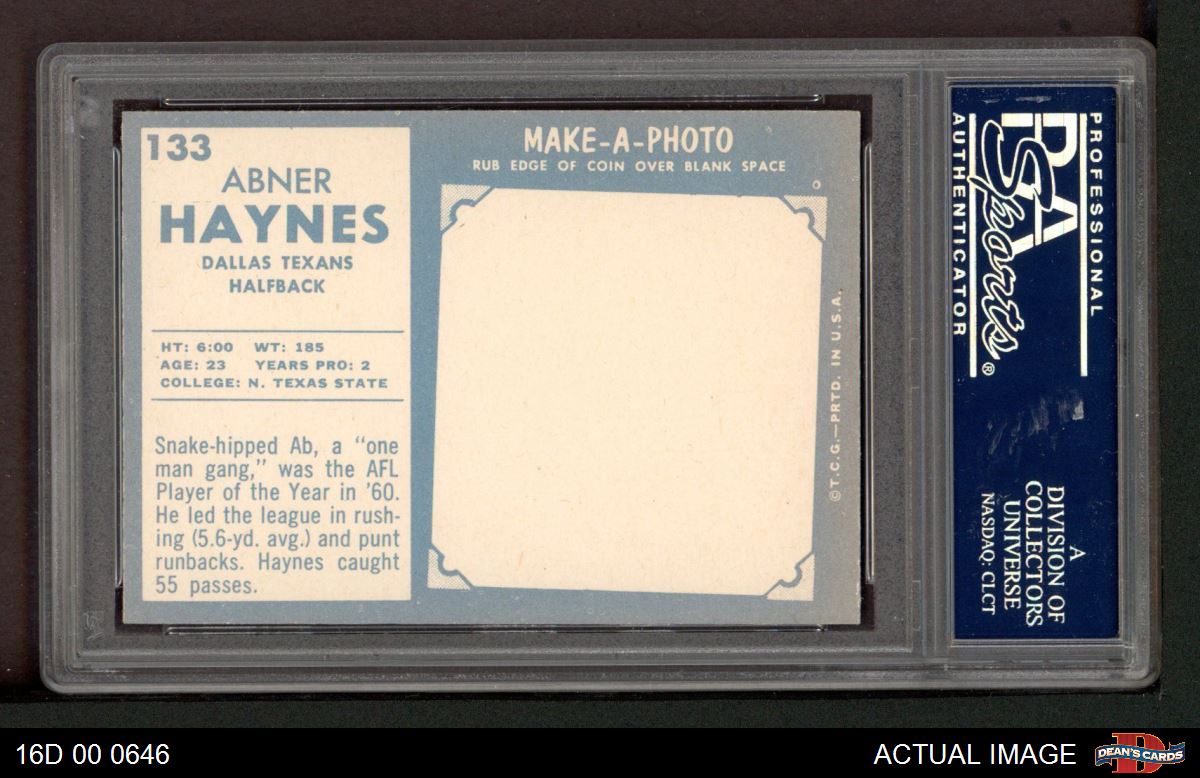 133
ABNER
HAYNES
DALLAS TEXANS
HALFBACK
HT: 6:00 WT: 185
AGE: 23 YEARS PRO: 2
COLLEGE: N. TEXAS STATE
Snake-hipped Ab, a "one
man gang," was the AFL
Player of the Year in '60.
He led the league in rush-
ing (5.6-yd. avg.) and punt
runbacks. Haynes caught
55 passes.
MAKE-A-PHOTO
RUB EDGE OF COIN OVER BLANK SPACE
©T.C.G.—PRTD. IN U.S.A.
PROFESSIONAL
PSA
Sports®
AUTHENTICATOR
A
DIVISION OF
COLLECTORS
UNIVERSE
NASDAQ: CLCT
16D 00 0646
ACTUAL IMAGE
D
DEAN'S CARDS